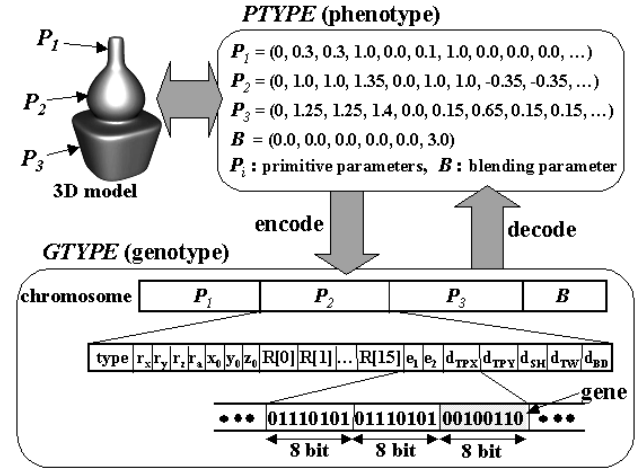 PTYPE (phenotype)
P1
P2
P3
3D model
P1 = (0, 0.3, 0.3, 1.0, 0.0, 0.1, 1.0, 0.0, 0.0, 0.0, …)
P2 = (0, 1.0, 1.0, 1.35, 0.0, 1.0, 1.0, -0.35, -0.35, …)
P3 = (0, 1.25, 1.25, 1.4, 0.0, 0.15, 0.65, 0.15, 0.15, …)
B = (0.0, 0.0, 0.0, 0.0, 0.0, 3.0)
Pi : primitive parameters, B : blending parameter
encode
decode
GTYPE (genotype)
chromosome P1 P2 P3 B
type rx ry rz ra x0 y0 z0 R[0] R[1] … R[15] e1 e2 dTPX dTPY dSH dTW dBD
gene
••• 01110101 01110101 00100110 •••
8 bit 8 bit 8 bit